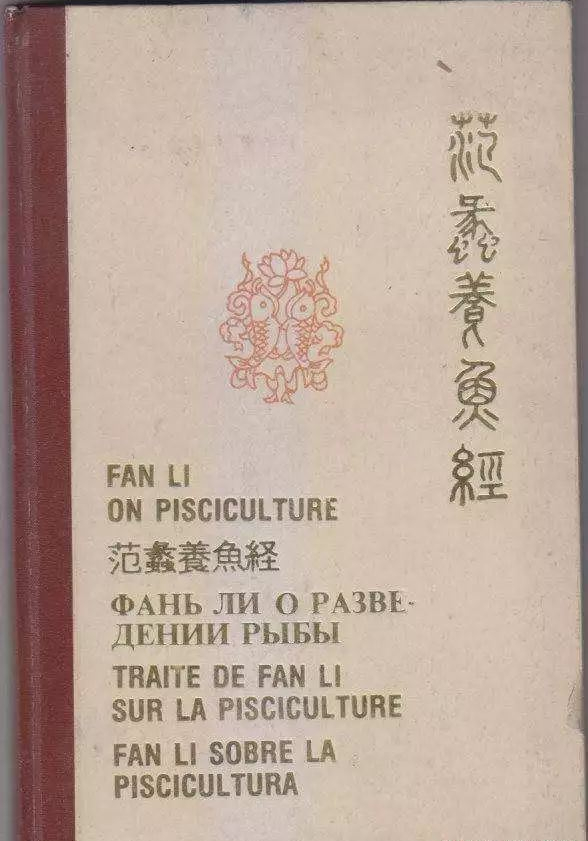 范蠡養魚經
FAN LI
ON PISCICULTURE
范蠡養魚経
ФАНЬ ЛИ О РАЗВЕ-
ДЕНИИ РЫБЫ
TRAITE DE FAN LI
SUR LA PISCICULTURE
FAN LI SOBRE LA
PISCICULTURA